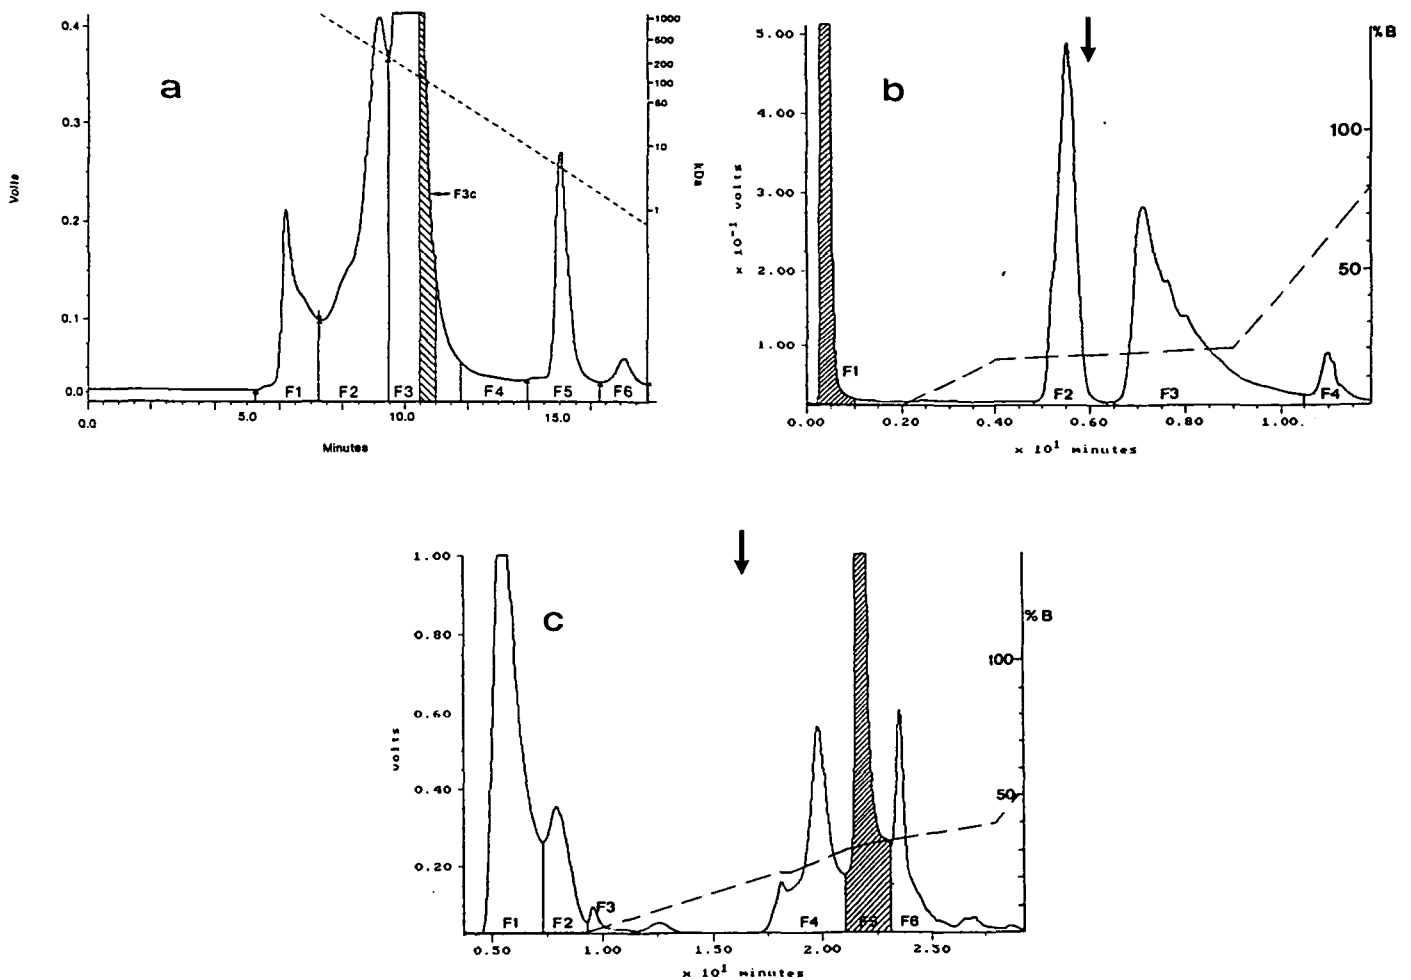 a
0.4
0.3
0.2
0.1
0.0
Volts
1000
500
200
100
50
10
1
kDa
F3c
F1 F2 F3 F4 F5 F6
0.0 5.0 10.0 15.0
Minutes
b
5.00
4.00
3.00
2.00
1.00
x 10⁻¹ volts
%B
100
50
F1
F2 F3 F4
0.00 0.20 0.40 0.60 0.80 1.00
x 10¹ minutes
c
1.00
0.80
0.60
0.40
0.20
volts
%B
100
50
F3
F1 F2 F4 F5 F6
0.50 1.00 1.50 2.00 2.50
x 10¹ minutes